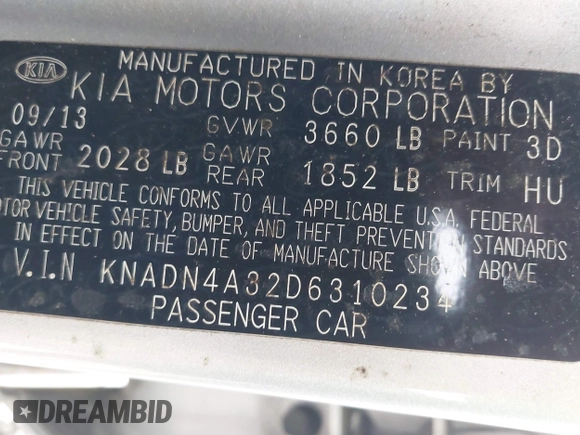 KIA MANUFACTURED IN KOREA BY
KIA MOTORS CORPORATION
09/13 GVWR 3660 LB PAINT 3D
GAWR FRONT 2028 LB GAWR REAR 1852 LB TRIM HU
THIS VEHICLE CONFORMS TO ALL APPLICABLE U.S.A. FEDERAL
MOTOR VEHICLE SAFETY, BUMPER, AND THEFT PREVENTION STANDARDS
IN EFFECT ON THE DATE OF MANUFACTURE SHOWN ABOVE
V.I.N KNADN4A32D6310234
PASSENGER CAR
DREAMBID